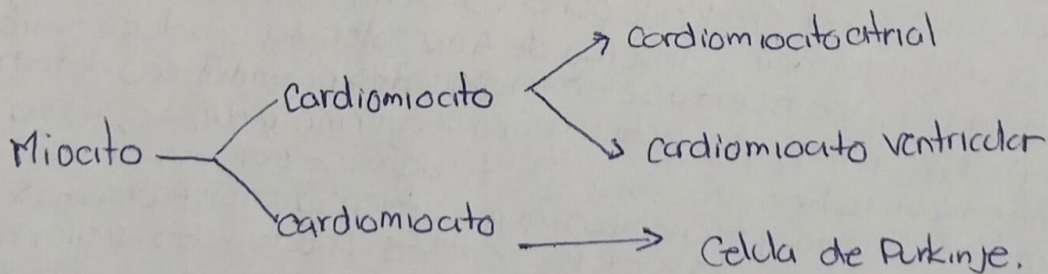 cardiomiocito atrial
Cardiomiocito
Miocito
cardiomiocito ventricular
cardiomiocito
Celula de Purkinje.